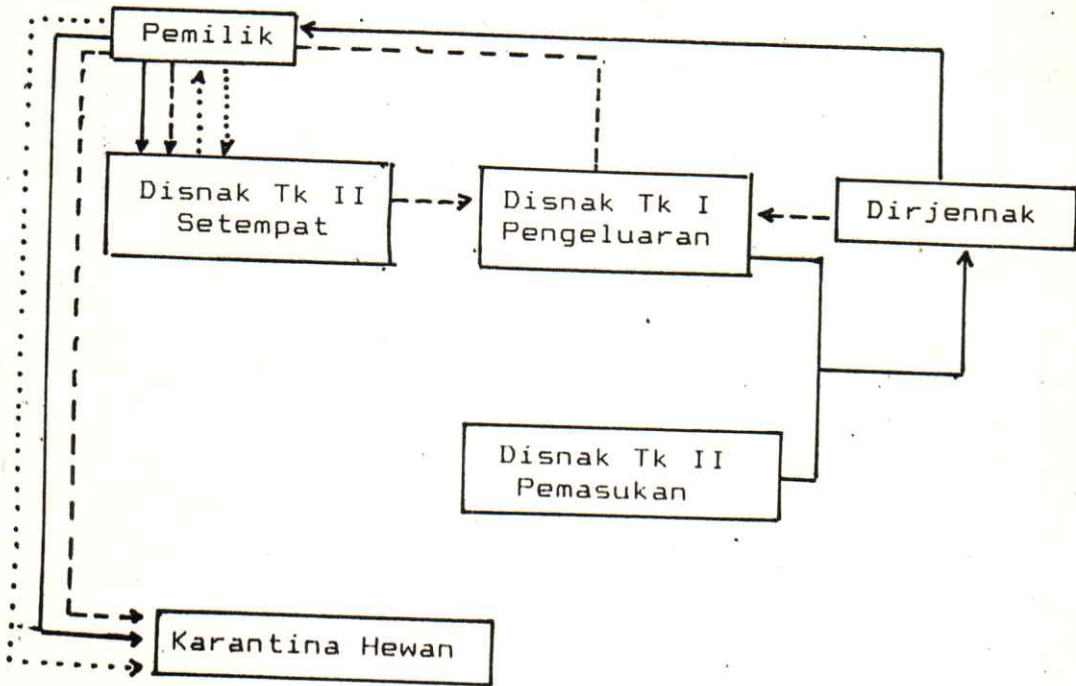 Pemilik
Disnak Tk II
Setempat
Disnak Tk I
Pengeluaran
Dirjennak
Disnak Tk II
Pemasukan
Karantina Hewan